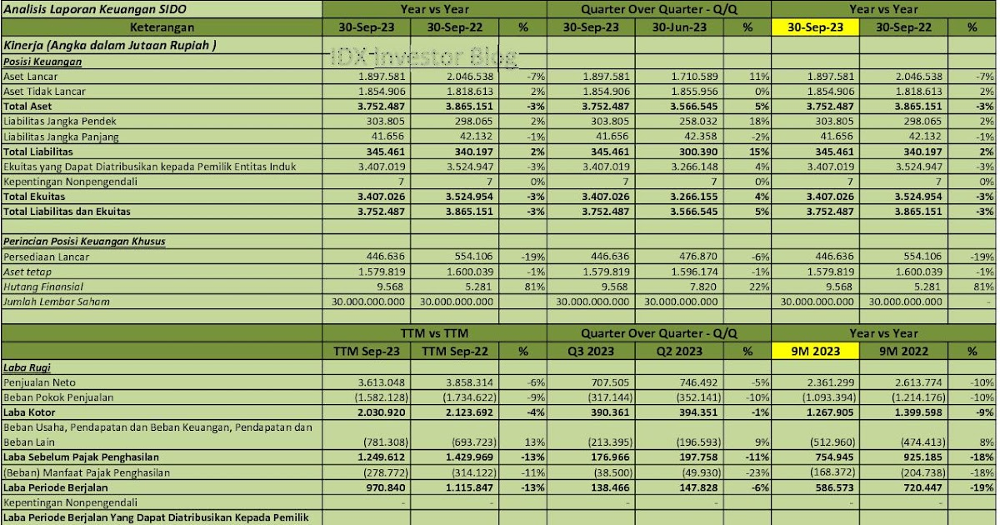 Analisis Laporan Keuangan SIDO Year vs Year Quarter Over Quarter - Q/Q Year vs Year
Keterangan 30-Sep-23 30-Sep-22 % 30-Sep-23 30-Jun-23 % 30-Sep-23 30-Sep-22 %
Kinerja (Angka dalam Jutaan Rupiah )
IDX Investor Blog
Posisi Keuangan
Aset Lancar 1.897.581 2.046.538 -7% 1.897.581 1.710.589 11% 1.897.581 2.046.538 -7%
Aset Tidak Lancar 1.854.906 1.818.613 2% 1.854.906 1.855.956 0% 1.854.906 1.818.613 2%
Total Aset 3.752.487 3.865.151 -3% 3.752.487 3.566.545 5% 3.752.487 3.865.151 -3%
Liabilitas Jangka Pendek 303.805 298.065 2% 303.805 258.032 18% 303.805 298.065 2%
Liabilitas Jangka Panjang 41.656 42.132 -1% 41.656 42.358 -2% 41.656 42.132 -1%
Total Liabilitas 345.461 340.197 2% 345.461 300.390 15% 345.461 340.197 2%
Ekuitas yang Dapat Diatribusikan kepada Pemilik Entitas Induk 3.407.019 3.524.947 -3% 3.407.019 3.266.148 4% 3.407.019 3.524.947 -3%
Kepentingan Nonpengendali 7 7 0% 7 7 0% 7 7 0%
Total Ekuitas 3.407.026 3.524.954 -3% 3.407.026 3.266.155 4% 3.407.026 3.524.954 -3%
Total Liabilitas dan Ekuitas 3.752.487 3.865.151 -3% 3.752.487 3.566.545 5% 3.752.487 3.865.151 -3%
Perincian Posisi Keuangan Khusus
Persediaan Lancar 446.636 554.106 -19% 446.636 476.870 -6% 446.636 554.106 -19%
Aset tetap 1.579.819 1.600.039 -1% 1.579.819 1.596.174 -1% 1.579.819 1.600.039 -1%
Hutang Finansial 9.568 5.281 81% 9.568 7.820 22% 9.568 5.281 81%
Jumlah Lembar Saham 30.000.000.000 30.000.000.000 30.000.000.000 30.000.000.000 30.000.000.000 30.000.000.000 -
TTM vs TTM Quarter Over Quarter - Q/Q Year vs Year
TTM Sep-23 TTM Sep-22 % Q3 2023 Q2 2023 % 9M 2023 9M 2022 %
Laba Rugi
Penjualan Neto 3.613.048 3.858.314 -6% 707.505 746.492 -5% 2.361.299 2.613.774 -10%
Beban Pokok Penjualan (1.582.128) (1.734.622) -9% (317.144) (352.141) -10% (1.093.394) (1.214.176) -10%
Laba Kotor 2.030.920 2.123.692 -4% 390.361 394.351 -1% 1.267.905 1.399.598 -9%
Beban Usaha, Pendapatan dan Beban Keuangan, Pendapatan dan
Beban Lain (781.308) (693.723) 13% (213.395) (196.593) 9% (512.960) (474.413) 8%
Laba Sebelum Pajak Penghasilan 1.249.612 1.429.969 -13% 176.966 197.758 -11% 754.945 925.185 -18%
(Beban) Manfaat Pajak Penghasilan (278.772) (314.122) -11% (38.500) (49.930) -23% (168.372) (204.738) -18%
Laba Periode Berjalan 970.840 1.115.847 -13% 138.466 147.828 -6% 586.573 720.447 -19%
Kepentingan Nonpengendali - - - - - -
Laba Periode Berjalan Yang Dapat Diatribusikan Kepada Pemilik